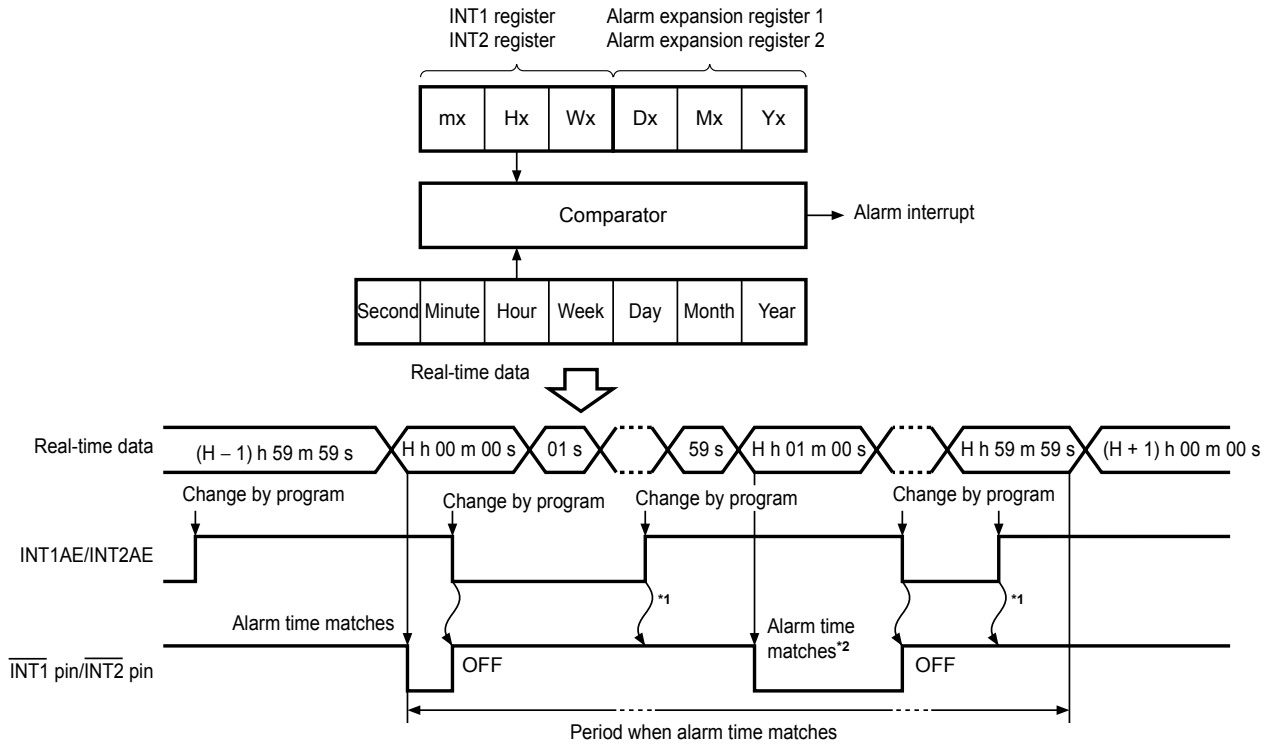 INT1 register Alarm expansion register 1
INT2 register Alarm expansion register 2
mx Hx Wx Dx Mx Yx
Comparator
Alarm interrupt
Second Minute Hour Week Day Month Year
Real-time data
Real-time data
(H − 1) h 59 m 59 s H h 00 m 00 s 01 s 59 s H h 01 m 00 s H h 59 m 59 s (H + 1) h 00 m 00 s
Change by program Change by program Change by program Change by program
INT1AE/INT2AE
*1 *1
Alarm time matches
Alarm time
matches*2
INT1 pin/INT2 pin
OFF OFF
Period when alarm time matches